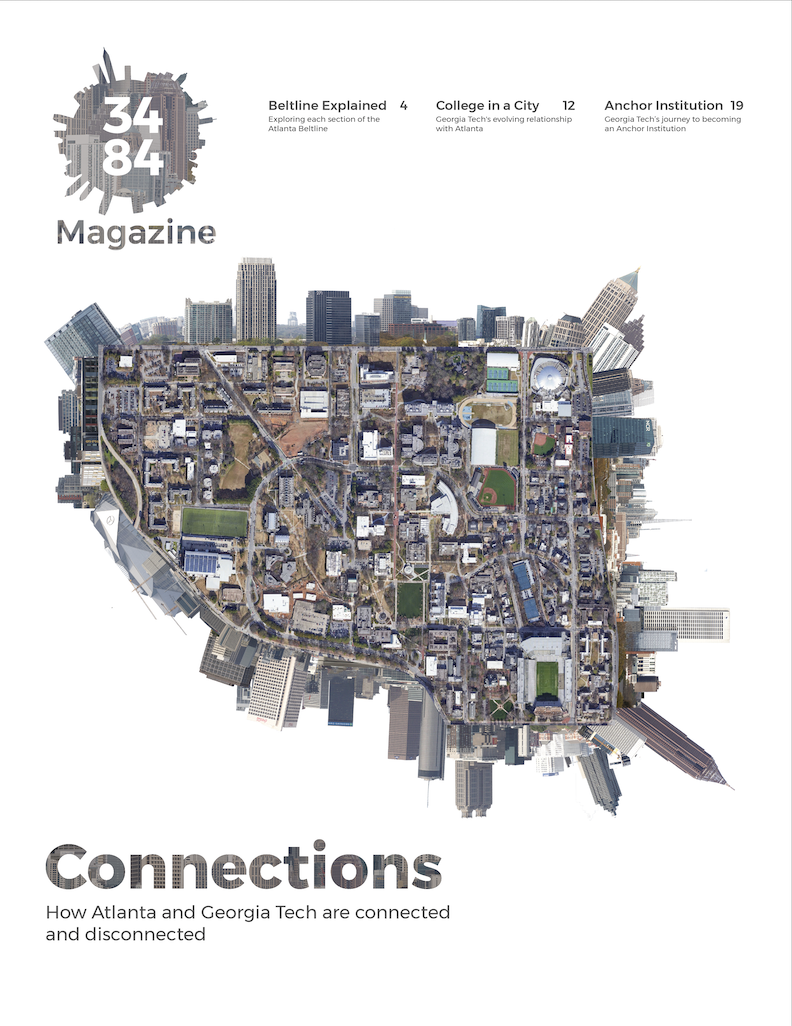 34
84
Magazine
Beltline Explained 4
Exploring each section of the
Atlanta Beltline
College in a City 12
Georgia Tech's evolving relationship
with Atlanta
Anchor Institution 19
Georgia Tech's journey to becoming
an Anchor Institution
Connections
How Atlanta and Georgia Tech are connected
and disconnected